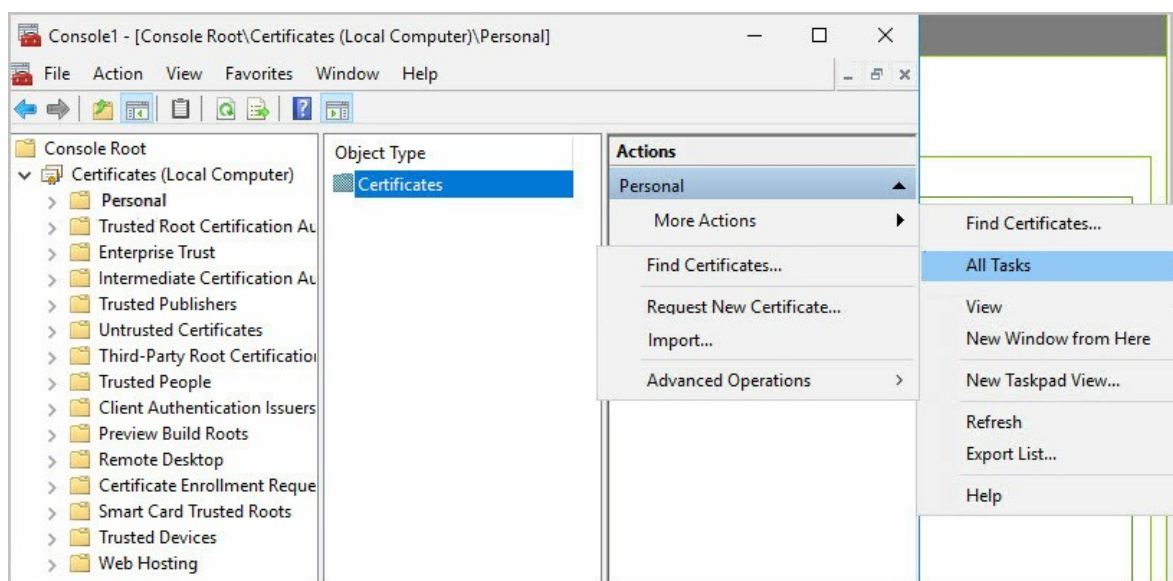 Console1 - [Console Root\Certificates (Local Computer)\Personal]
File Action View Favorites Window Help
Console Root
Certificates (Local Computer)
Personal
Trusted Root Certification Au
Enterprise Trust
Intermediate Certification Au
Trusted Publishers
Untrusted Certificates
Third-Party Root Certification
Trusted People
Client Authentication Issuers
Preview Build Roots
Remote Desktop
Certificate Enrollment Reque
Smart Card Trusted Roots
Trusted Devices
Web Hosting
Object Type
Certificates
Actions
Personal
More Actions
Find Certificates...
Request New Certificate...
Import...
Advanced Operations
Find Certificates...
All Tasks
View
New Window from Here
New Taskpad View...
Refresh
Export List...
Help